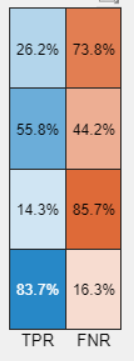 26.2% 73.8%
55.8% 44.2%
14.3% 85.7%
83.7% 16.3%
TPR FNR